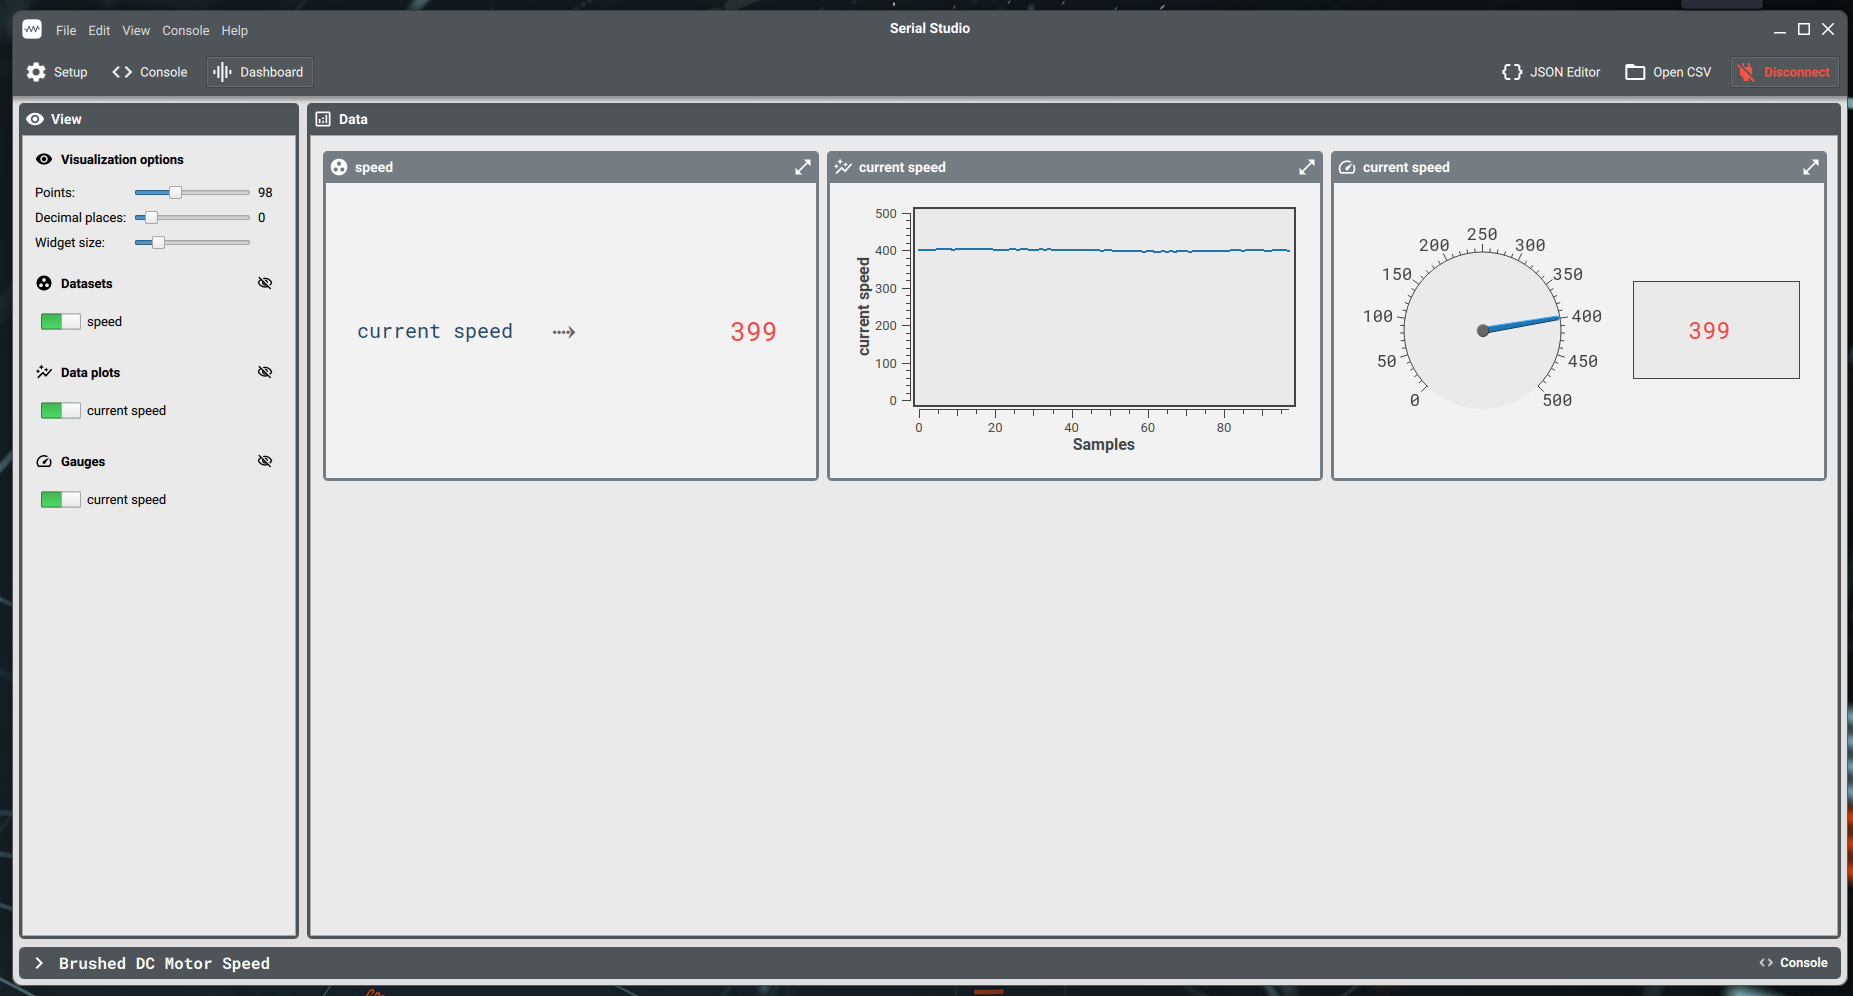 File Edit View Console Help
Serial Studio
Setup
Console
Dashboard
JSON Editor
Open CSV
Disconnect
View
Visualization options
Points: 98
Decimal places: 0
Widget size:
Datasets
speed
Data plots
current speed
Gauges
current speed
Data
speed
current speed
399
current speed
500
400
300
200
100
0
current speed
0 20 40 60 80
Samples
current speed
0
50
100
150
200
250
300
350
400
450
500
399
Brushed DC Motor Speed
Console